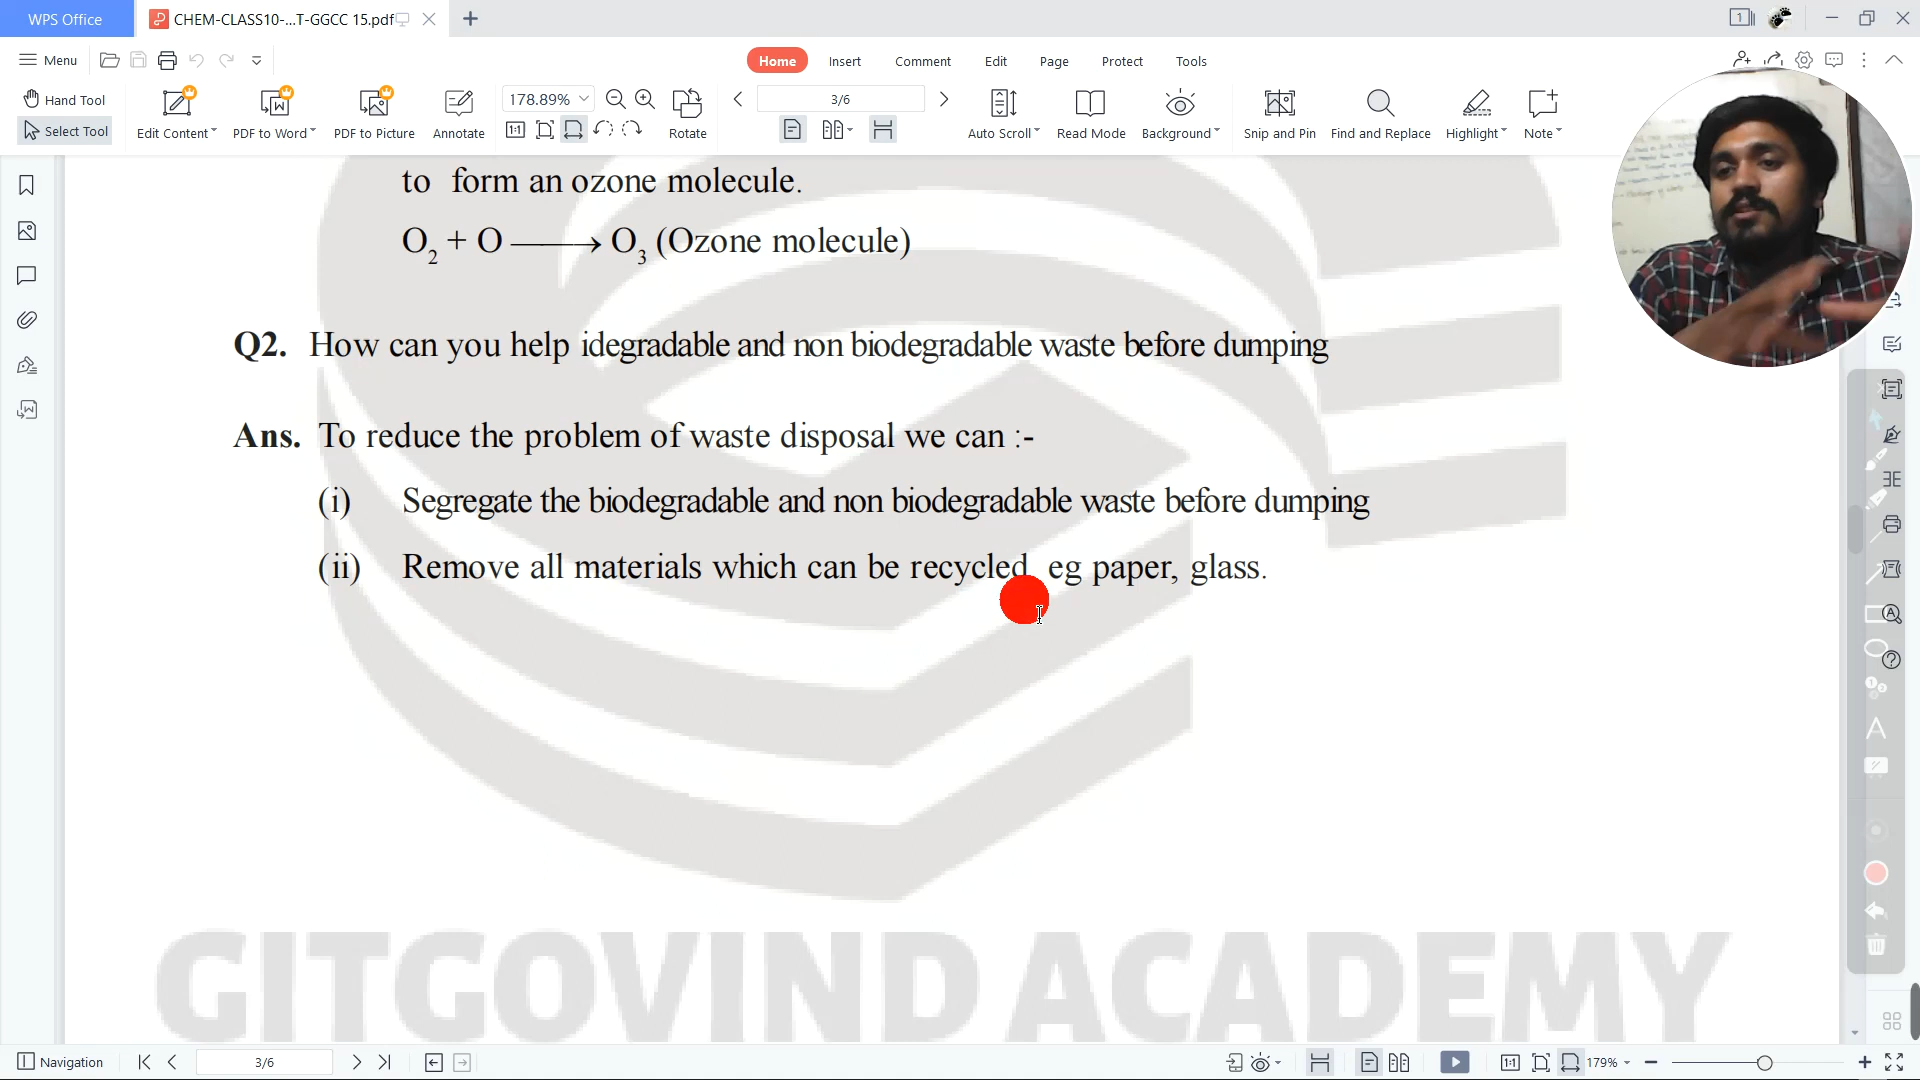 WPS Office
CHEM-CLASS10-...T-GGCC 15.pdf
1
Menu
Home
Insert
Comment
Edit
Page
Protect
Tools
Hand Tool
Select Tool
Edit Content
PDF to Word
PDF to Picture
Annotate
178.89%
Rotate
3/6
Auto Scroll
Read Mode
Background
Snip and Pin
Find and Replace
Highlight
Note
to form an ozone molecule.
O2 + O ⟶ O3 (Ozone molecule)
Q2. How can you help idegradable and non biodegradable waste before dumping
Ans. To reduce the problem of waste disposal we can :-
(i) Segregate the biodegradable and non biodegradable waste before dumping
(ii) Remove all materials which can be recycled, eg paper, glass.
GITGOVIND ACADEMY
Navigation
3/6
179%